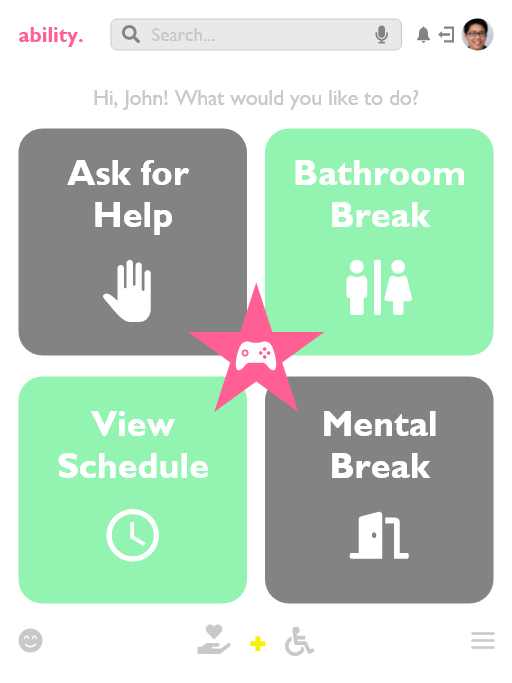 ability.
Search...
Hi, John! What would you like to do?
Ask for
Help
Bathroom
Break
View
Schedule
Mental
Break